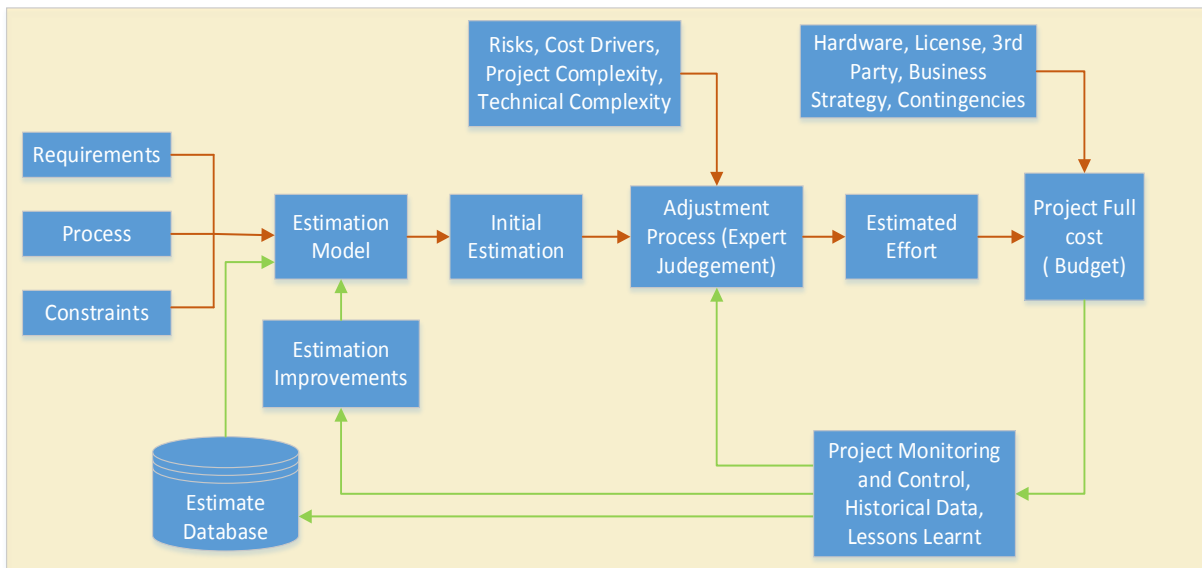 Risks, Cost Drivers,
Project Complexity,
Technical Complexity
Hardware, License, 3rd
Party, Business
Strategy, Contingencies
Requirements
Process
Constraints
Estimation
Model
Initial
Estimation
Adjustment
Process (Expert
Judegement)
Estimated
Effort
Project Full
cost
( Budget)
Estimation
Improvements
Estimate
Database
Project Monitoring
and Control,
Historical Data,
Lessons Learnt